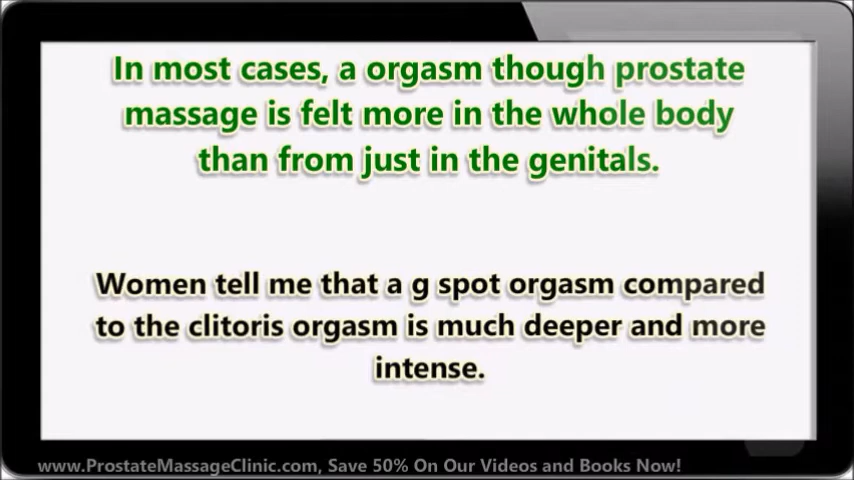 In most cases, a orgasm though prostate
massage is felt more in the whole body
than from just in the genitals.
Women tell me that a g spot orgasm compared
to the clitoris orgasm is much deeper and more
intense.
www.ProstateMassageClinic.com, Save 50% On Our Videos and Books Now!